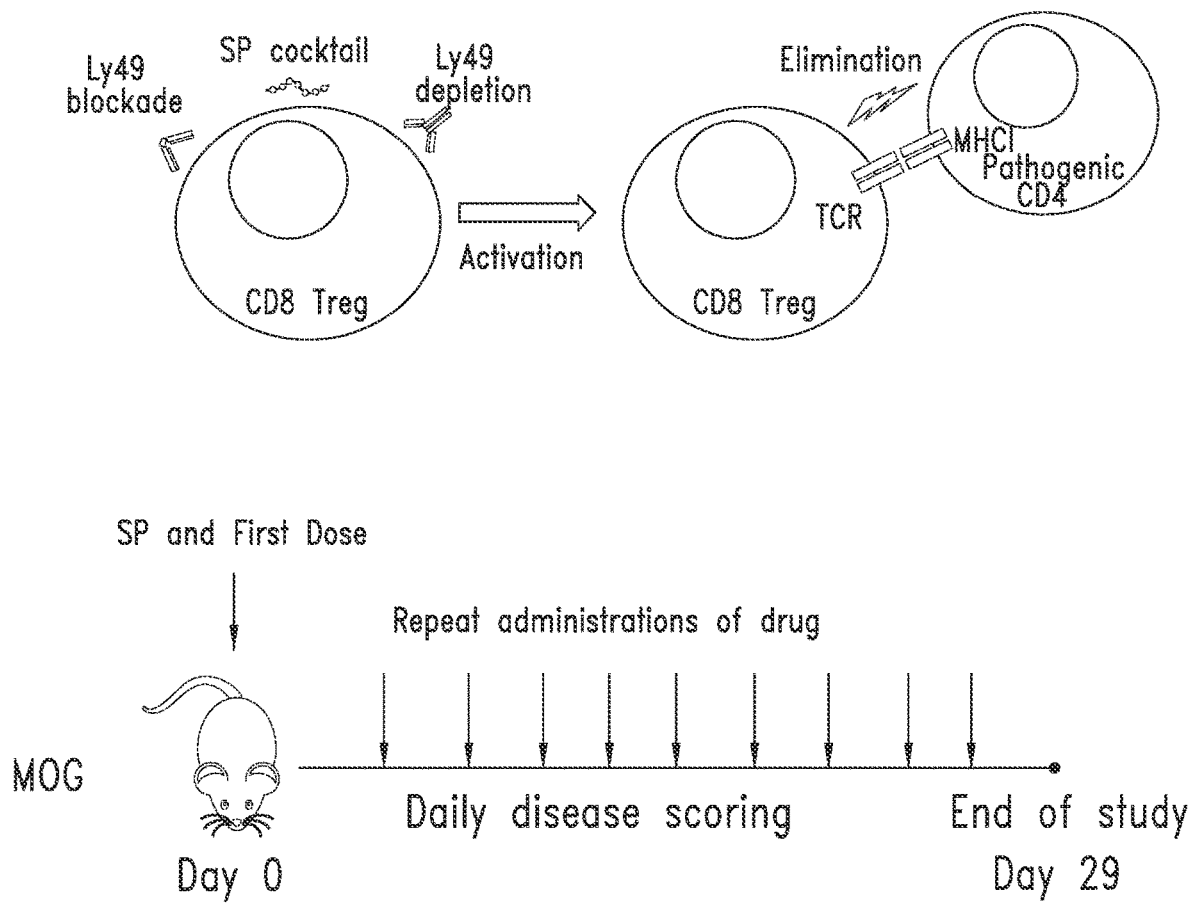 Ly49
blockade
SP cocktail
Ly49
depletion
Elimination
MHCI
Pathogenic
CD4
TCR
Activation
CD8 Treg
CD8 Treg
SP and First Dose
Repeat administrations of drug
MOG
Daily disease scoring
End of study
Day 0
Day 29